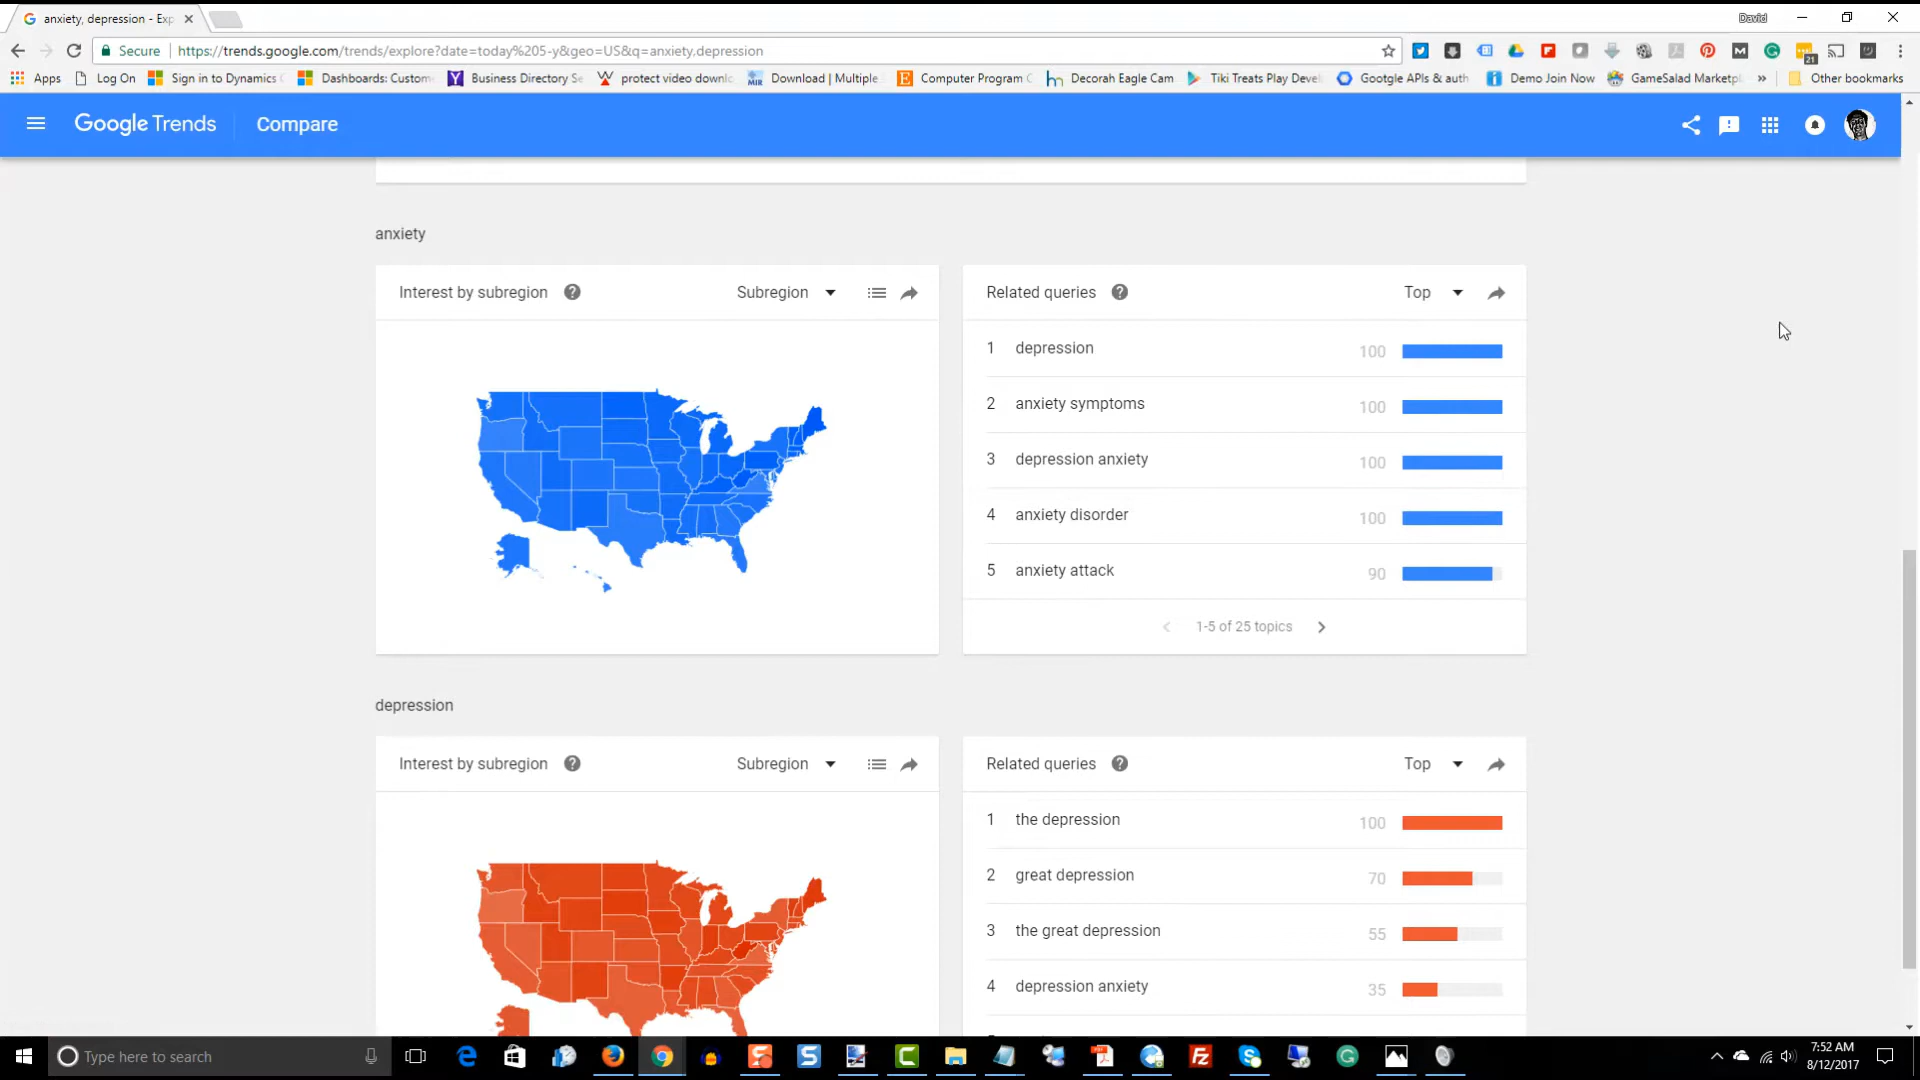 anxiety, depression - Exp
David
Secure
https://trends.google.com/trends/explore?date=today%205-y&geo=US&q=anxiety,depression
21
Apps Log On Sign in to Dynamics Dashboards: Custom Business Directory Se protect video downlo Download | Multiple Computer Program C Decorah Eagle Cam Tiki Treats Play Deve Gootgle APIs & auth Demo Join Now GameSalad Marketpl » Other bookmarks
Google Trends Compare
anxiety
Interest by subregion Subregion
Related queries Top
1 depression 100
2 anxiety symptoms 100
3 depression anxiety 100
4 anxiety disorder 100
5 anxiety attack 90
1-5 of 25 topics
depression
Interest by subregion Subregion
Related queries Top
1 the depression 100
2 great depression 70
3 the great depression 55
4 depression anxiety 35
Type here to search
7:52 AM
8/12/2017